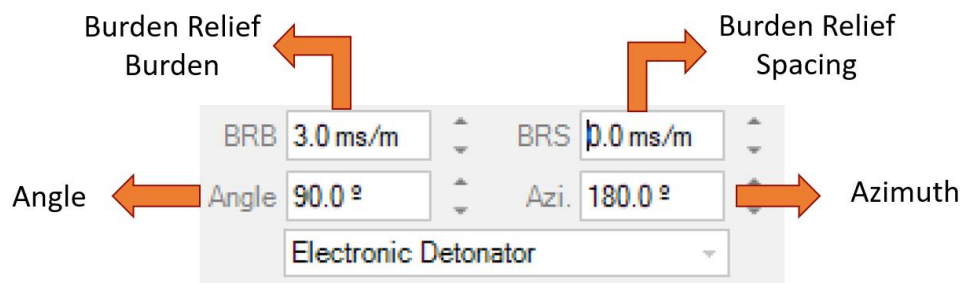 Burden Relief
Burden
Burden Relief
Spacing
BRB 3.0 ms/m BRS 0.0 ms/m
Angle Angle 90.0 º Azi. 180.0 º Azimuth
Electronic Detonator